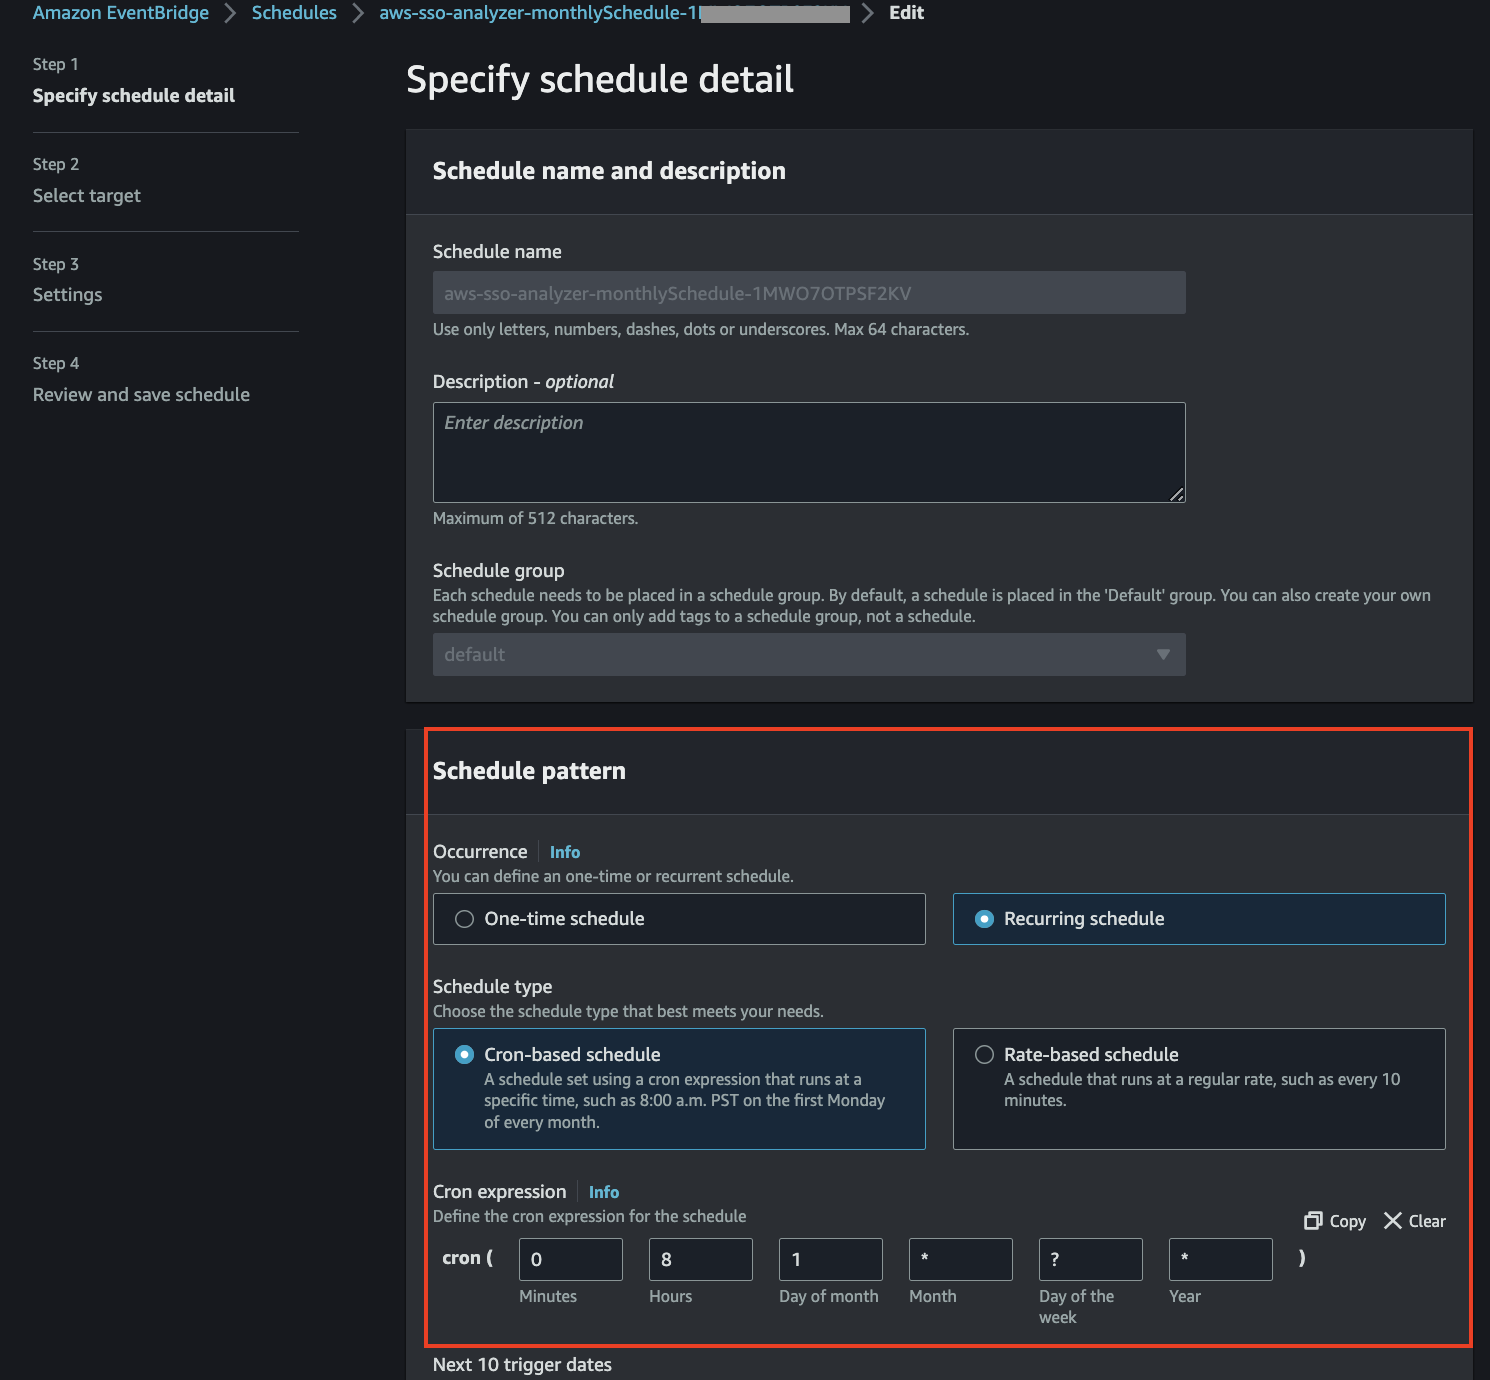 Amazon EventBridge > Schedules > aws-sso-analyzer-monthlySchedule-1 > Edit
Step 1
Specify schedule detail
Step 2
Select target
Step 3
Settings
Step 4
Review and save schedule
Specify schedule detail
Schedule name and description
Schedule name
aws-sso-analyzer-monthlySchedule-1MWO7OTPSF2KV
Use only letters, numbers, dashes, dots or underscores. Max 64 characters.
Description - optional
Enter description
Maximum of 512 characters.
Schedule group
Each schedule needs to be placed in a schedule group. By default, a schedule is placed in the 'Default' group. You can also create your own
schedule group. You can only add tags to a schedule group, not a schedule.
default
Schedule pattern
Occurrence Info
You can define an one-time or recurrent schedule.
One-time schedule Recurring schedule
Schedule type
Choose the schedule type that best meets your needs.
Cron-based schedule
A schedule set using a cron expression that runs at a
specific time, such as 8:00 a.m. PST on the first Monday
of every month.
Rate-based schedule
A schedule that runs at a regular rate, such as every 10
minutes.
Cron expression Info
Define the cron expression for the schedule
Copy Clear
cron ( 0 8 1 * ? * )
Minutes Hours Day of month Month Day of the Year
week
Next 10 trigger dates